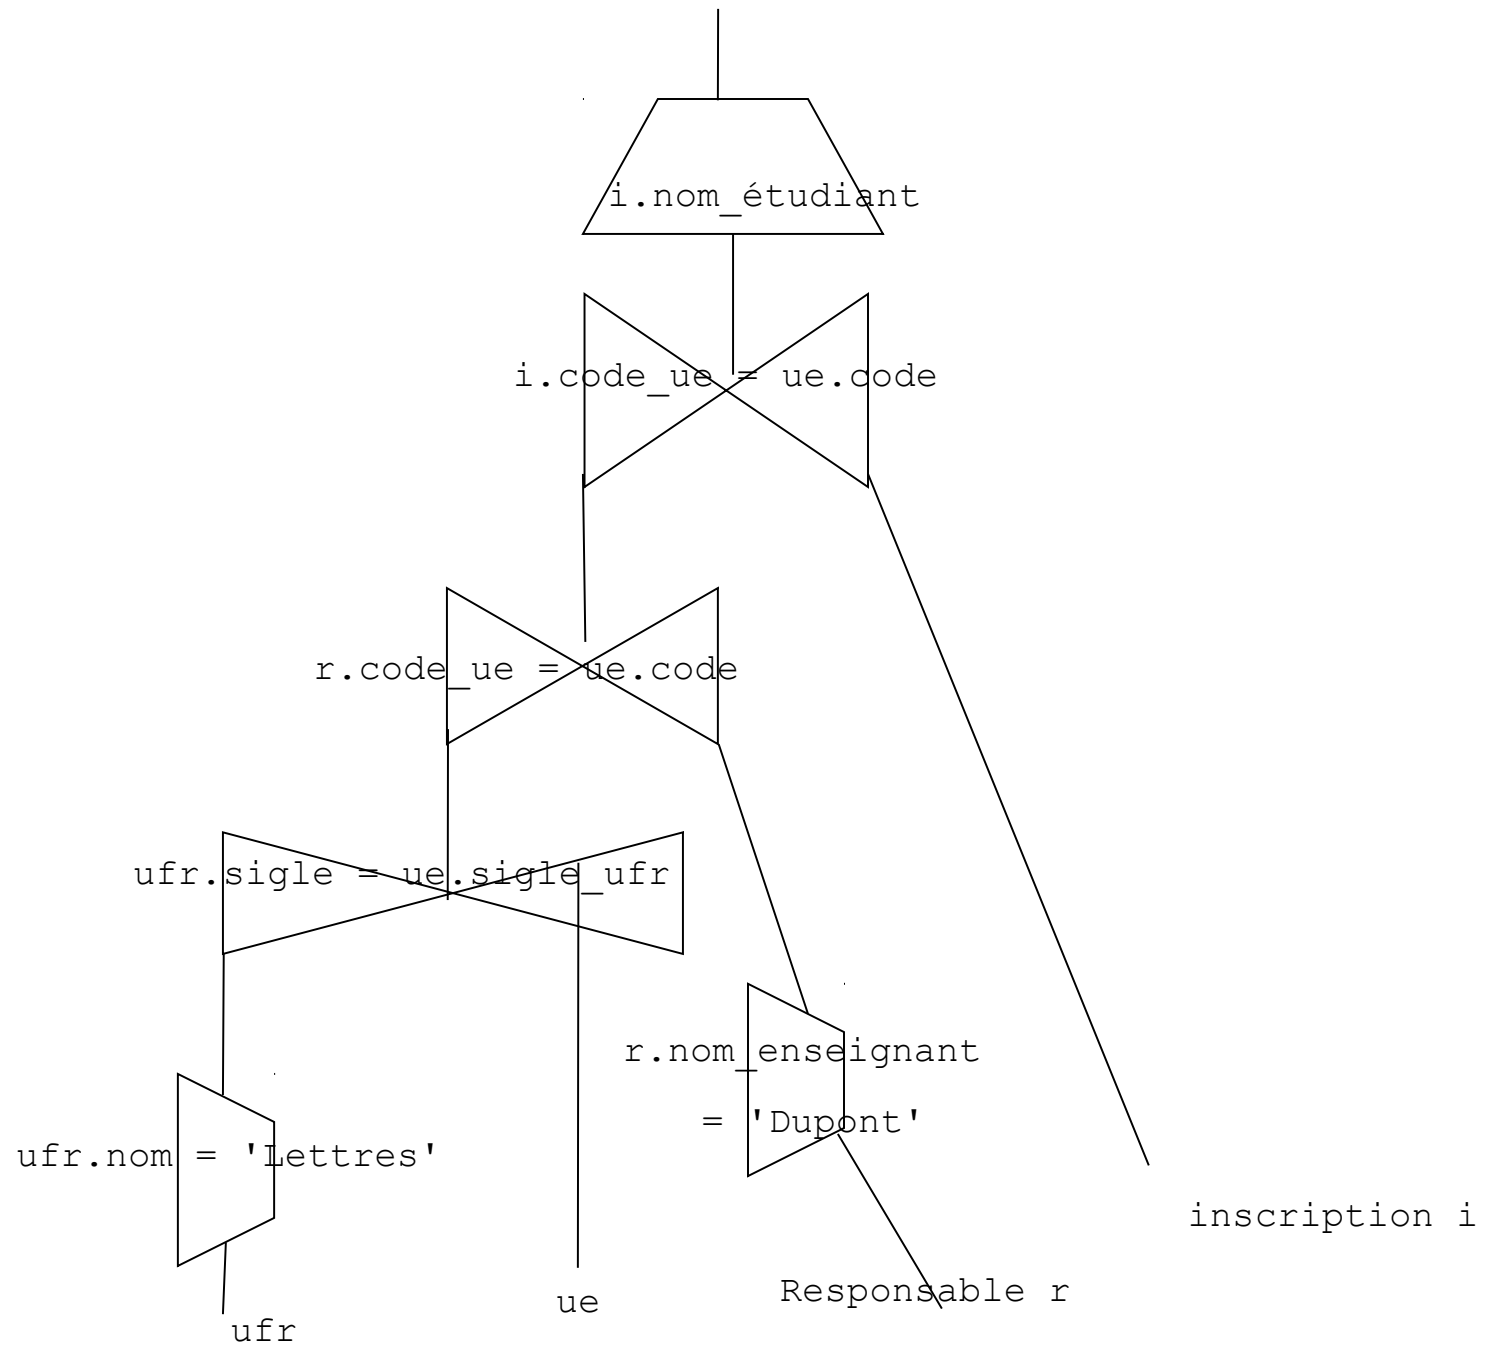 i.nom_étudiant
i.code_ue = ue.code
r.code_ue = ue.code
ufr.sigle = ue.sigle_ufr
r.nom_enseignant
= 'Dupont'
ufr.nom = 'Lettres'
inscription i
Responsable r
ue
ufr